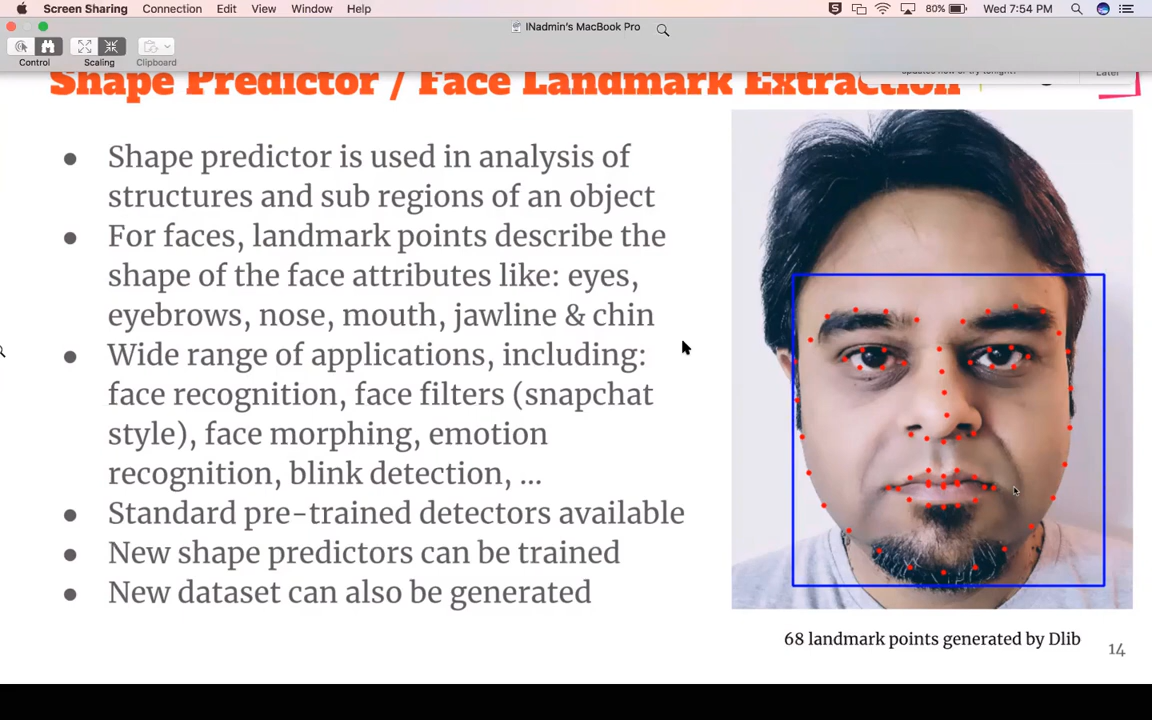 Screen Sharing Connection Edit View Window Help 80% Wed 7:54 PM
INadmin's MacBook Pro
Control Scaling Clipboard
Later
Shape Predictor / Face Landmark Extraction
● Shape predictor is used in analysis of
structures and sub regions of an object
● For faces, landmark points describe the
shape of the face attributes like: eyes,
eyebrows, nose, mouth, jawline & chin
● Wide range of applications, including:
face recognition, face filters (snapchat
style), face morphing, emotion
recognition, blink detection, ...
● Standard pre-trained detectors available
● New shape predictors can be trained
● New dataset can also be generated
68 landmark points generated by Dlib
14